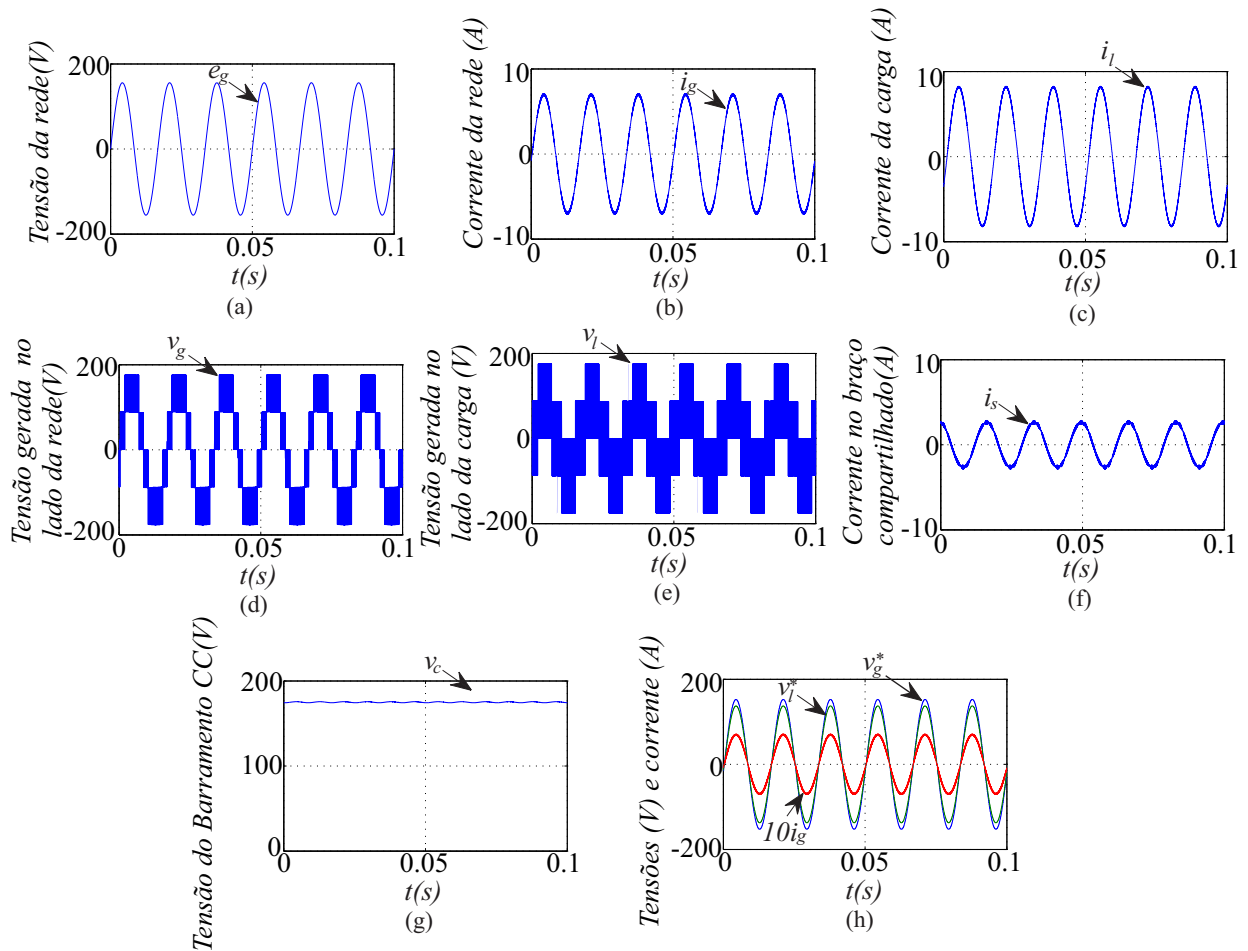 Tensão da rede(V)
200
0
-200
e_g
0
0.05
0.1
t(s)
(a)
Corrente da rede (A)
10
0
-10
i_g
0
0.05
0.1
t(s)
(b)
Corrente da carga (A)
10
0
-10
i_l
0
0.05
0.1
t(s)
(c)
Tensão gerada no
lado da rede(V)
200
0
-200
v_g
0
0.05
0.1
t(s)
(d)
Tensão gerada no
lado da carga (V)
200
0
-200
v_l
0
0.05
0.1
t(s)
(e)
Corrente no braço
compartilhado(A)
10
0
-10
i_s
0
0.05
0.1
t(s)
(f)
Tensão do Barramento CC(V)
200
100
0
v_c
0
0.05
0.1
t(s)
(g)
Tensões (V) e corrente (A)
200
0
-200
v_l^*
v_g^*
10i_g
0
0.05
0.1
t(s)
(h)